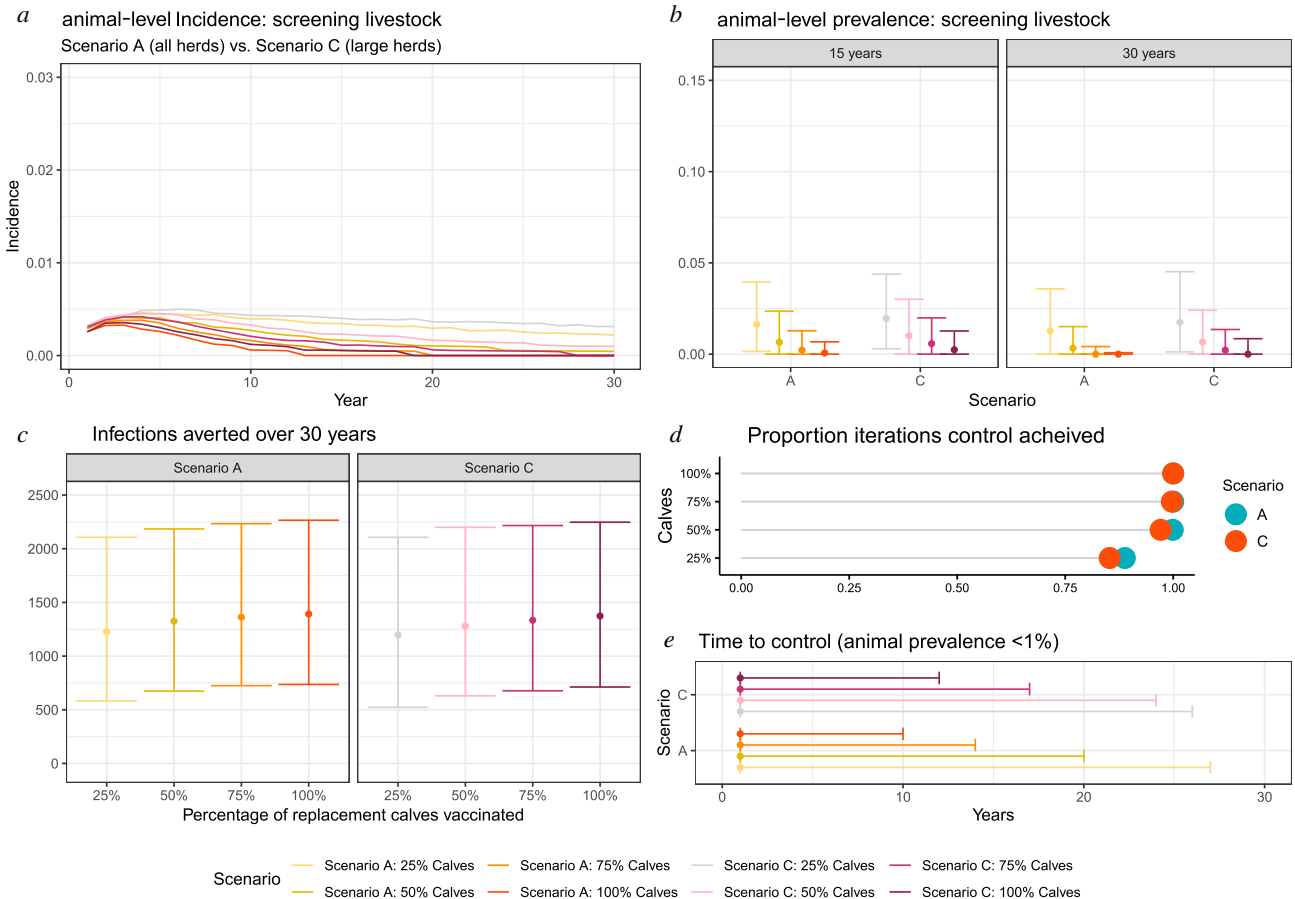 a
animal-level Incidence: screening livestock
Scenario A (all herds) vs. Scenario C (large herds)
0.03
0.02
0.01
0.00
Incidence
0
10
20
30
Year
b
animal-level prevalence: screening livestock
15 years
30 years
0.15
0.10
0.05
0.00
A
C
A
C
Scenario
c
Infections averted over 30 years
Scenario A
Scenario C
2500
2000
1500
1000
500
0
25%
50%
75%
100%
25%
50%
75%
100%
Percentage of replacement calves vaccinated
d
Proportion iterations control acheived
Calves
100%
75%
50%
25%
0.00
0.25
0.50
0.75
1.00
Scenario
A
C
e
Time to control (animal prevalence <1%)
Scenario
C
A
0
10
20
30
Years
Scenario
Scenario A: 25% Calves
Scenario A: 75% Calves
Scenario C: 25% Calves
Scenario C: 75% Calves
Scenario A: 50% Calves
Scenario A: 100% Calves
Scenario C: 50% Calves
Scenario C: 100% Calves